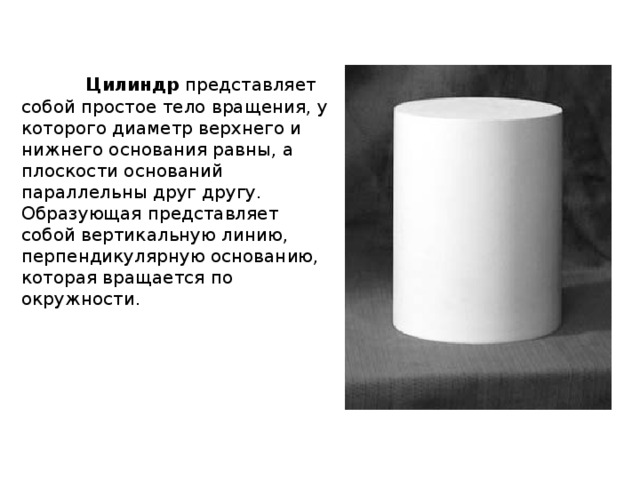 Цилиндр представляет
собой простое тело вращения, у
которого диаметр верхнего и
нижнего основания равны, а
плоскости оснований
параллельны друг другу.
Образующая представляет
собой вертикальную линию,
перпендикулярную основанию,
которая вращается по
окружности.